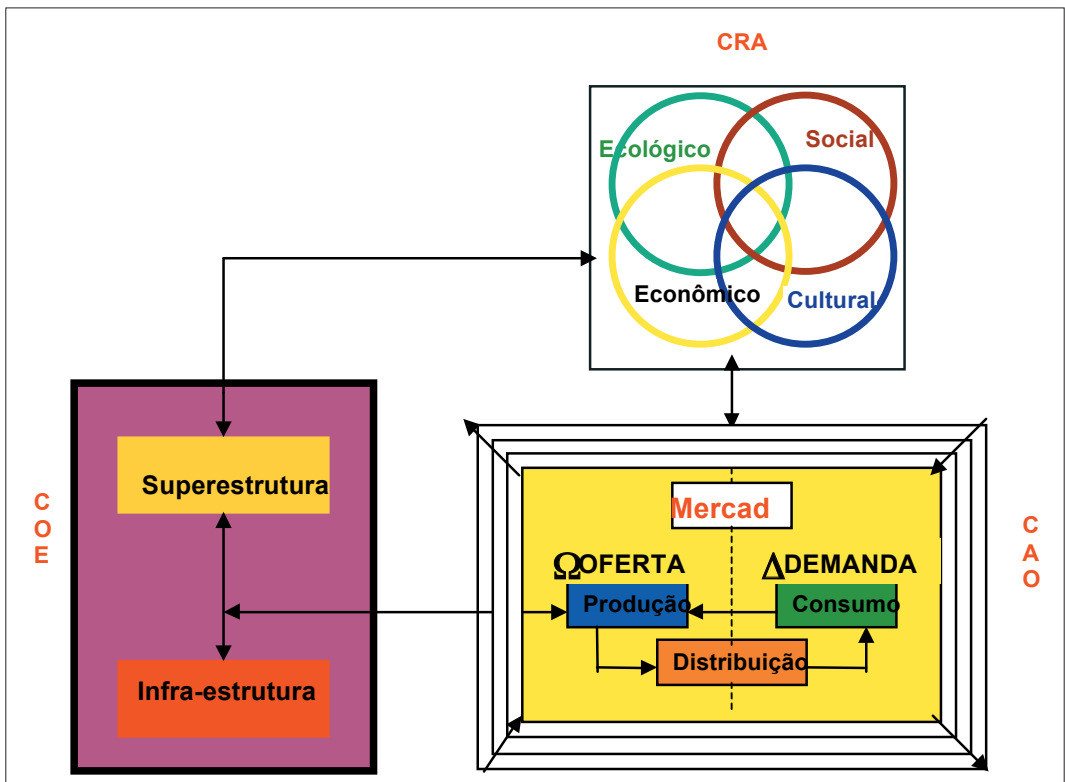 CRA
Ecológico
Social
Econômico
Cultural
Superestrutura
Infra-estrutura
C
O
E
Mercad
ΩOFERTA
ΔDEMANDA
Produção
Consumo
Distribuição
C
A
O